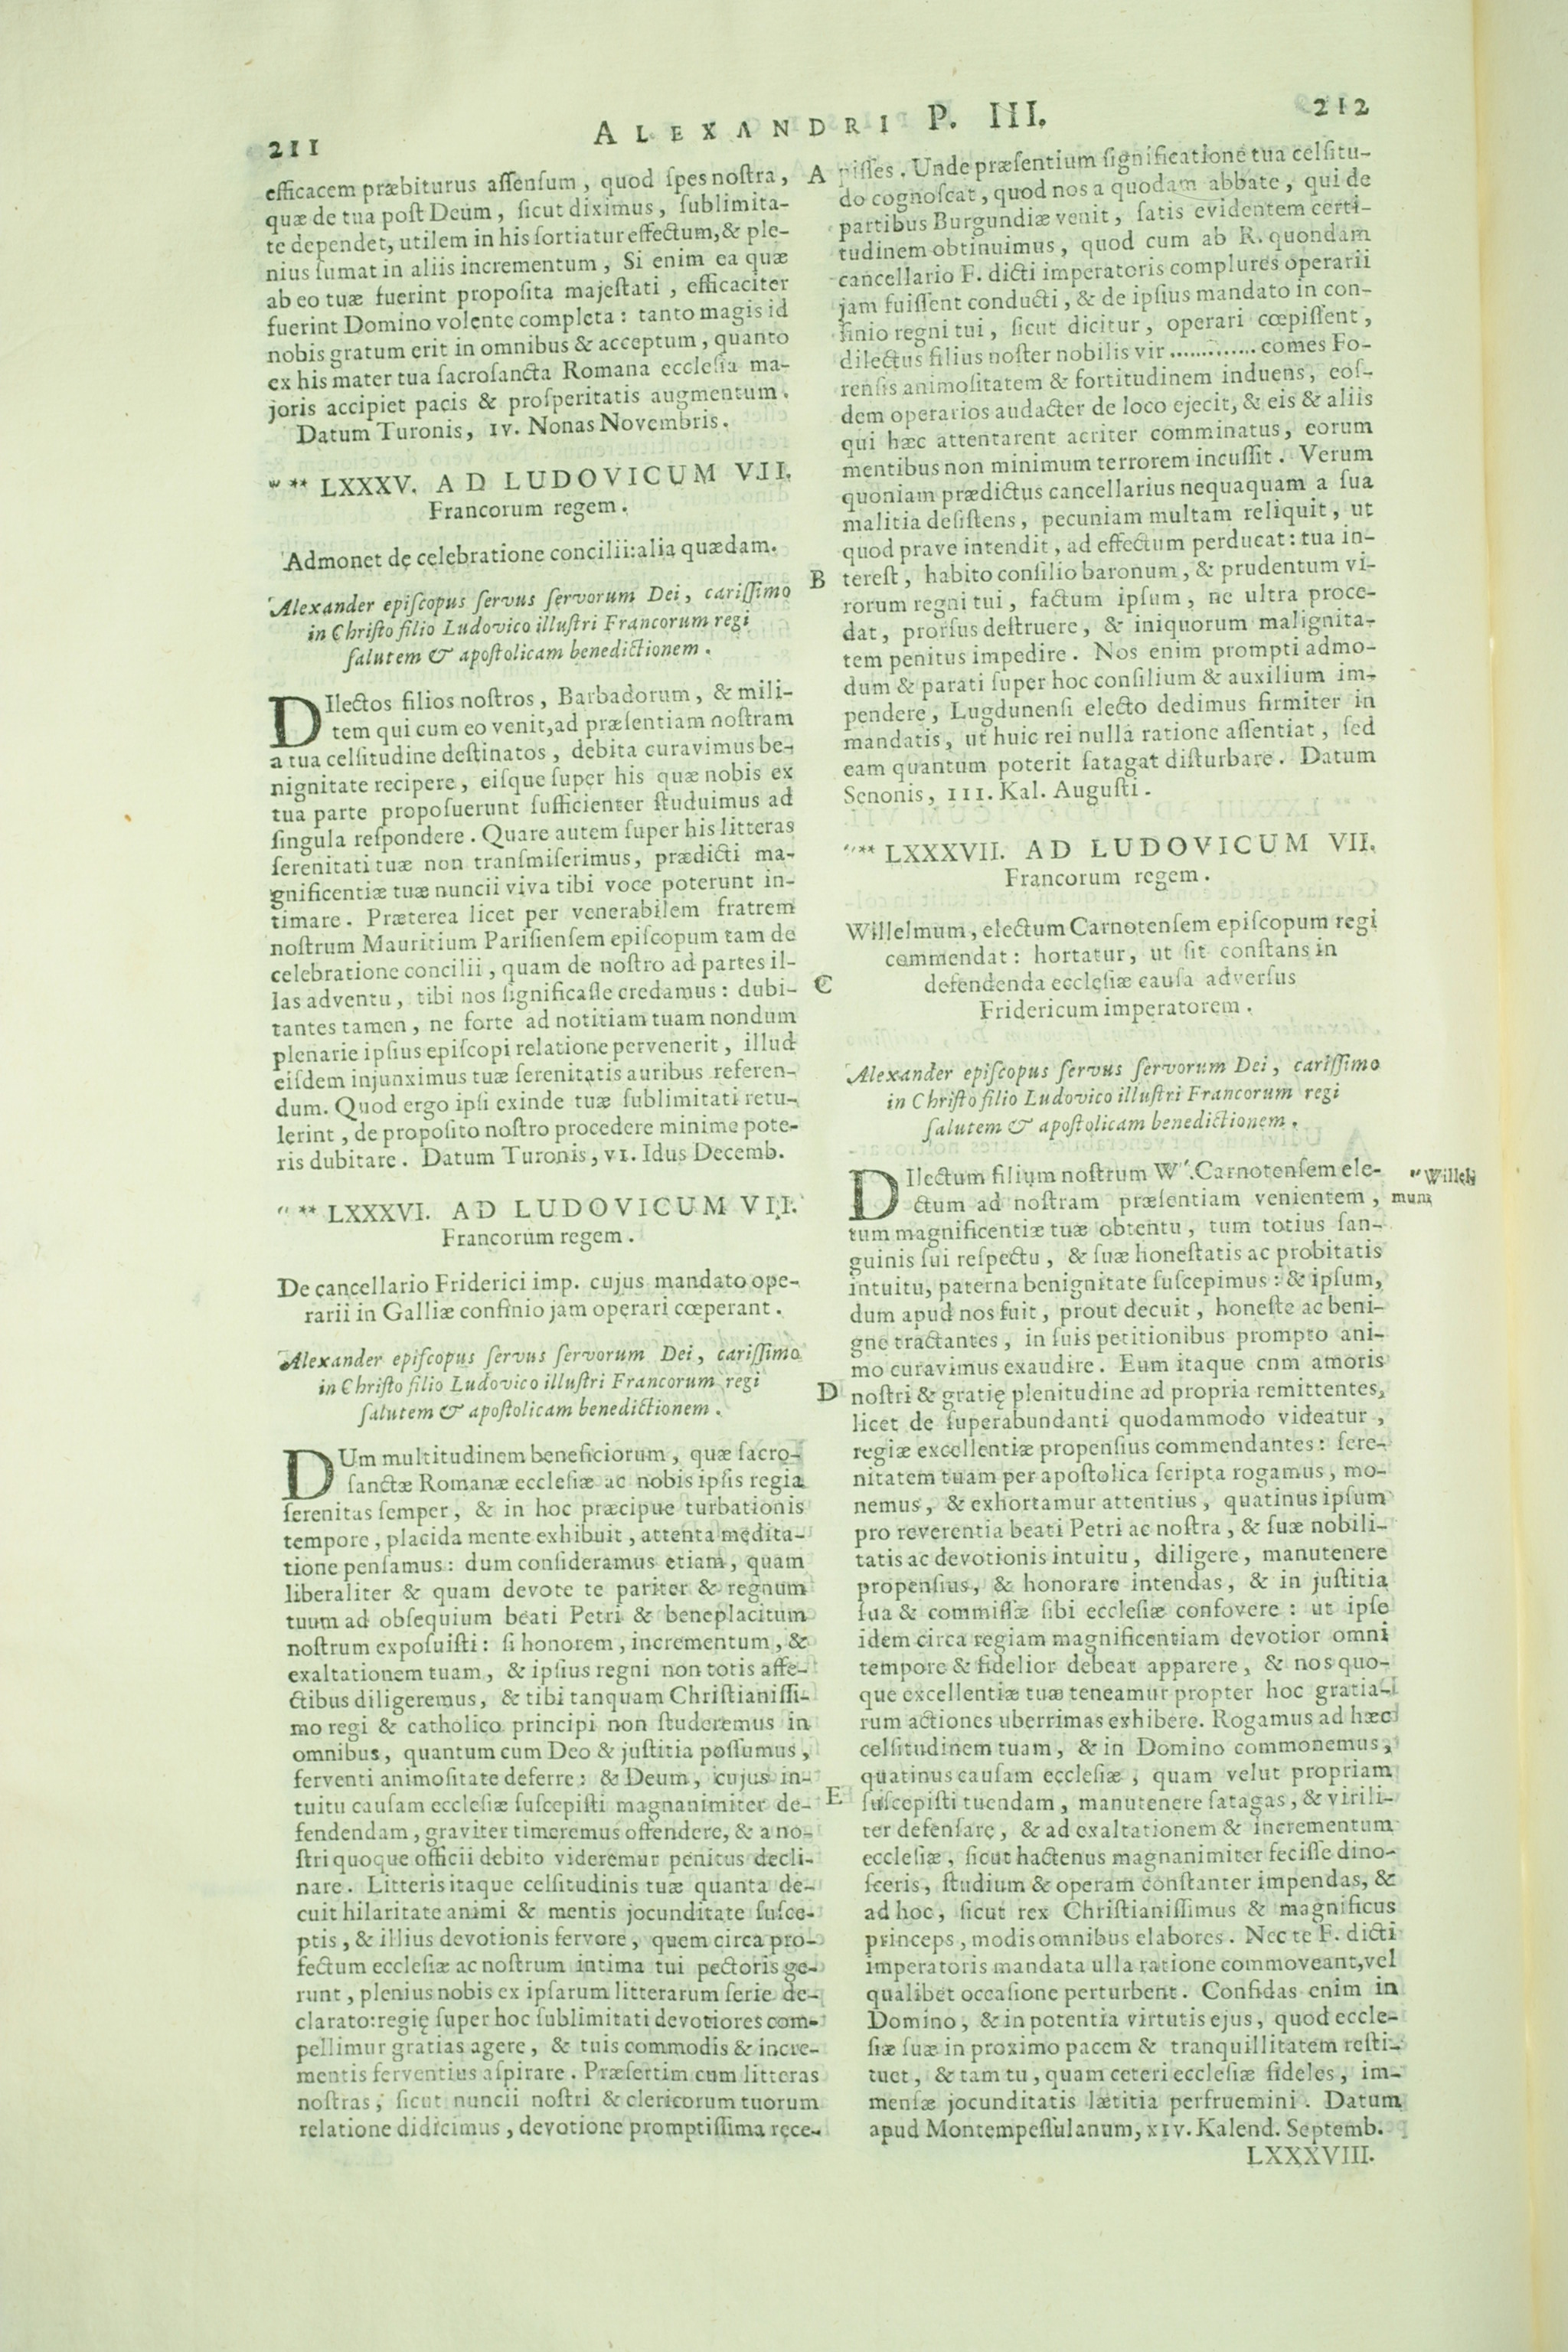 211
ALEXANDRI P. III.
212
efficacem præbiturus aſſenſum, quod ſpes noſtra,
quæ de tua poſt Deum, ſicut diximus, ſublimita-
te dependet, utilem in his ſortiatur effectum, & ple-
nius ſumat in aliis incrementum, Si enim ea quæ
ab eo tuæ fuerint propoſita majeſtati, efficaciter
fuerint Domino volente completa: tanto magis id
nobis gratum erit in omnibus & acceptum, quanto
ex his mater tua ſacroſancta Romana eccleſia ma-
joris accipiet pacis & proſperitatis augmentum.
Datum Turonis, IV. Nonas Novembris.
" ** LXXXV. AD LUDOVICUM VII.
Francorum regem.
Admonet de celebratione concilii: alia quædam.
Alexander epiſcopus ſervus ſervorum Dei, cariſſimo
in Chriſto filio Ludovico illuſtri Francorum regi
ſalutem & apoſtolicam benedictionem.
DIlectos filios noſtros, Barbadorum, & mili-
tem qui cum eo venit, ad præſentiam noſtram
a tua celſitudine deſtinatos, debita curavimus be-
nignitate recipere, eiſque ſuper his quæ nobis ex
tua parte propoſuerunt ſufficienter ſtuduimus ad
ſingula reſpondere. Quare autem ſuper his litteras
ſerenitati tuæ non tranſmiſerimus, prædicti ma-
gnificentiæ tuæ nuncii viva tibi voce poterunt in-
timare. Præterea licet per venerabilem fratrem
noſtrum Mauritium Pariſienſem epiſcopum tam de
celebratione concilii, quam de noſtro ad partes il-
las adventu, tibi nos ſignificaſſe credamus: dubi-
tantes tamen, ne forte ad notitiam tuam nondum
plenarie ipſius epiſcopi relatione pervenerit, illud
eiſdem injunximus tuæ ſerenitatis auribus referen-
dum. Quod ergo ipſi exinde tuæ ſublimitati retu-
lerint, de propoſito noſtro procedere minime pote-
ris dubitare. Datum Turonis, VI. Idus Decemb.
" ** LXXXVI. AD LUDOVICUM VII.
Francorum regem.
De cancellario Friderici imp. cujus mandato ope-
rarii in Galliæ confinio jam operari cœperant.
Alexander epiſcopus ſervus ſervorum Dei, cariſſimo
in Chriſto filio Ludovico illuſtri Francorum regi
ſalutem & apoſtolicam benedictionem.
DUm multitudinem beneficiorum, quæ ſacro-
ſanctæ Romanæ eccleſiæ ac nobis ipſis regia
ſerenitas ſemper, & in hoc præcipue turbationis
tempore, placida mente exhibuit, attenta medita-
tione penſamus: dum conſideramus etiam, quam
liberaliter & quam devote te pariter & regnum
tuum ad obſequium beati Petri & beneplacitum
noſtrum expoſuiſti: ſi honorem, incrementum, &
exaltationem tuam, & ipſius regni non totis affe-
ctibus diligeremus, & tibi tanquam Chriſtianiſſi-
mo regi & catholico principi non ſtuderemus in
omnibus, quantum cum Deo & juſtitia poſſumus,
ferventi animoſitate deferre: & Deum, cujus in-
tuitu cauſam eccleſiæ ſuſcepiſti magnanimiter de-
fendendam, graviter timeremus oſtendere, & a no-
ſtri quoque officii debito videremur penitus decli-
nare. Litteris itaque celſitudinis tuæ quanta de-
cuit hilaritate animi & mentis jocunditate ſuſce-
ptis, & illius devotionis fervore, quem circa pro-
fectum eccleſiæ ac noſtrum intima tui pectoris ge-
runt, plenius nobis ex ipſarum litterarum ſerie de-
clarato: regię ſuper hoc ſublimitati devotiores com-
pellimur gratias agere, & tuis commodis & incre-
mentis ferventius aſpirare. Præſertim cum litteras
noſtras, ſicut nuncii noſtri & clericorum tuorum
relatione didicimus, devotione promptiſſima rece-
A
B
C
D
E
piſſes. Unde præſentium ſignificatione tua celſitu-
do cognoſcat, quod nos a quodam abbate, qui de
partibus Burgundiæ venit, ſatis evidentem certi-
tudinem obtinuimus, quod cum ab R. quondam
cancellario F. dicti imperatoris complures operarii
jam fuiſſent conducti, & de ipſius mandato in con-
finio regni tui, ſicut dicitur, operari cœpiſſent,
dilectus filius noſter nobilis vir ............. comes Fo-
renſis animoſitatem & fortitudinem induens, eoſ-
dem operarios audacter de loco ejecit, & eis & aliis
qui hæc attentarent acriter comminatus, eorum
mentibus non minimum terrorem incuſſit. Verum
quoniam prædictus cancellarius nequaquam a ſua
malitia deſiſtens, pecuniam multam reliquit, ut
quod prave intendit, ad effectum perducat: tua in-
tereſt, habito conſilio baronum, & prudentum vi-
rorum regni tui, factum ipſum, ne ultra proce-
dat, prorſus deſtruere, & iniquorum malignita-
tem penitus impedire. Nos enim prompti admo-
dum & parati ſuper hoc conſilium & auxilium im-
pendere, Lugdunenſi electo dedimus firmiter in
mandatis, ut huic rei nulla ratione aſſentiat, ſed
eam quantum poterit ſatagat diſturbare. Datum
Senonis, III. Kal. Auguſti.
" ** LXXXVII. AD LUDOVICUM VII.
Francorum regem.
Willelmum, electum Carnotenſem epiſcopum regi
commendat: hortatur, ut ſit conſtans in
defendenda eccleſiæ cauſa adverſus
Fridericum imperatorem.
Alexander epiſcopus ſervus ſervorum Dei, cariſſimo
in Chriſto filio Ludovico illuſtri Francorum regi
ſalutem & apoſtolicam benedictionem.
DIlectum filium noſtrum W". Carnotenſem ele-
ctum ad noſtram præſentiam venientem,
tum magnificentiæ tuæ obtentu, tum totius ſan-
guinis ſui reſpectu, & ſuæ honeſtatis ac probitatis
intuitu, paterna benignitate ſuſcepimus: & ipſum,
dum apud nos fuit, prout decuit, honeſte ac beni-
gne tractantes, in ſuis petitionibus prompto ani-
mo curavimus exaudire. Eum itaque cnm amoris
noſtri & gratię plenitudine ad propria remittentes,
licet de ſuperabundanti quodammodo videatur,
regiæ excellentiæ propenſius commendantes: ſere-
nitatem tuam per apoſtolica ſcripta rogamus, mo-
nemus, & exhortamur attentius, quatinus ipſum
pro reverentia beati Petri ac noſtra, & ſuæ nobili-
tatis ac devotionis intuitu, diligere, manutenere
propenſius, & honorare intendas, & in juſtitia
ſua & commiſſæ ſibi eccleſiæ confovere: ut ipſe
idem circa regiam magnificentiam devotior omni
tempore & fidelior debeat apparere, & nos quo-
que excellentiæ tuæ teneamur propter hoc gratia-
rum actiones uberrimas exhibere. Rogamus ad hæc
celſitudinem tuam, & in Domino commonemus,
quatinus cauſam eccleſiæ, quam velut propriam
ſuſcepiſti tuendam, manutenere ſatagas, & virili-
ter defenſare, & ad exaltationem & incrementum
eccleſiæ, ſicut hactenus magnanimiter feciſſe dino-
ſceris, ſtudium & operam conſtanter impendas, &
ad hoc, ſicut rex Chriſtianiſſimus & magnificus
princeps, modis omnibus elabores. Nec te F. dicti
imperatoris mandata ulla ratione commoveant, vel
qualibet occaſione perturbent. Confidas enim in
Domino, & in potentia virtutis ejus, quod eccle-
ſiæ ſuæ in proximo pacem & tranquillitatem reſti-
tuet, & tam tu, quam ceteri eccleſiæ fideles, im-
menſæ jocunditatis lætitia perfruemini. Datum
apud Montempeſſulanum, XIV. Kalend. Septemb.
LXXXVIII.
" Willel-
mum